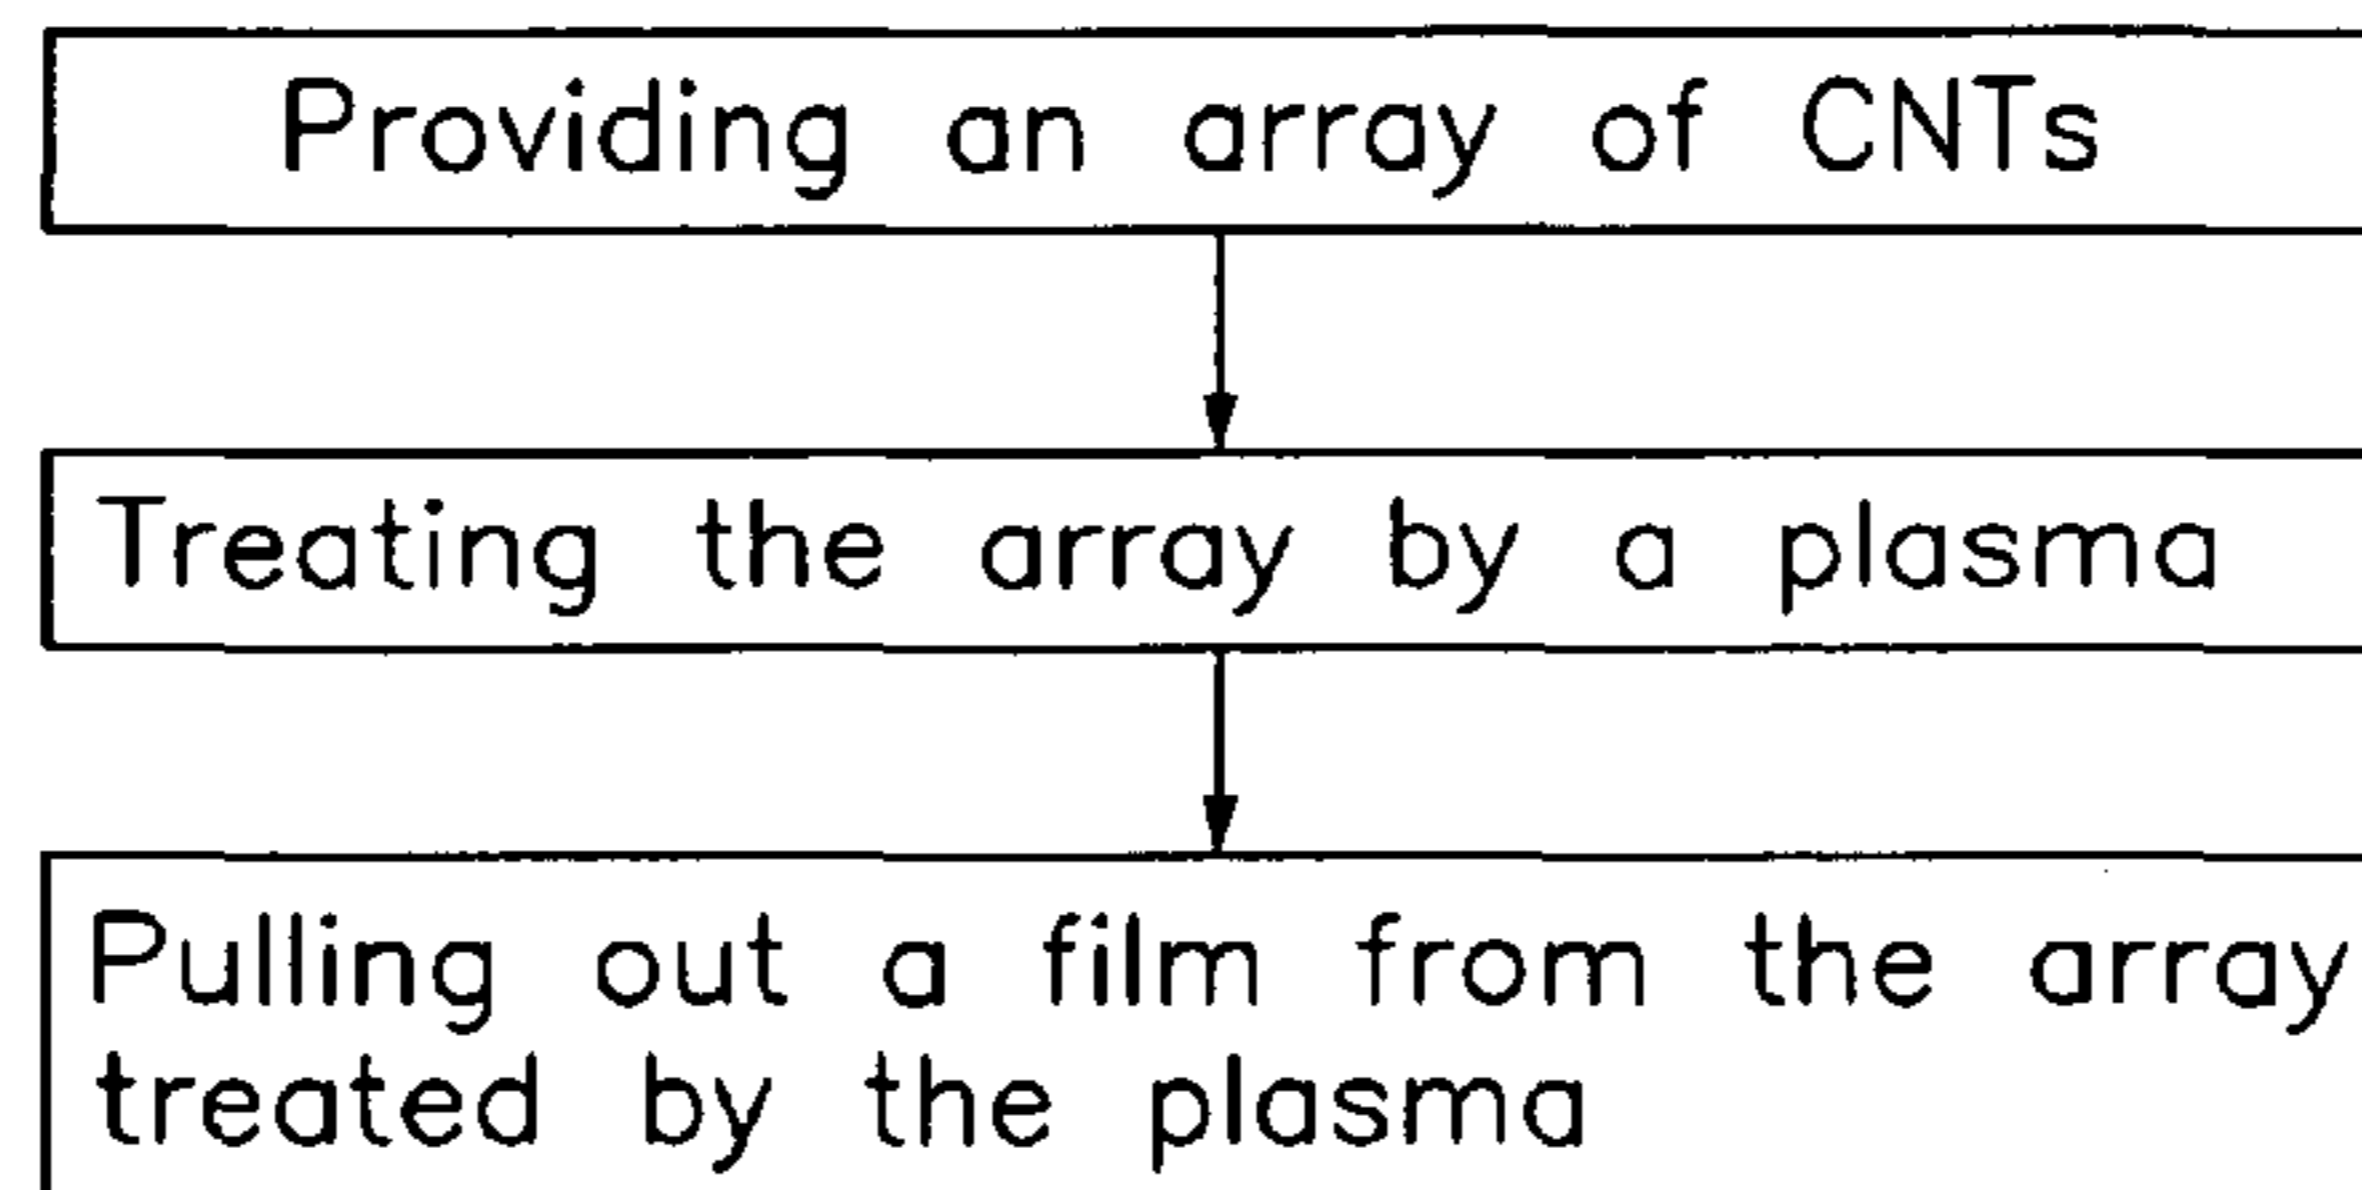 Providing an array of CNTs
Treating the array by a plasma
Pulling out a film from the array
treated by the plasma